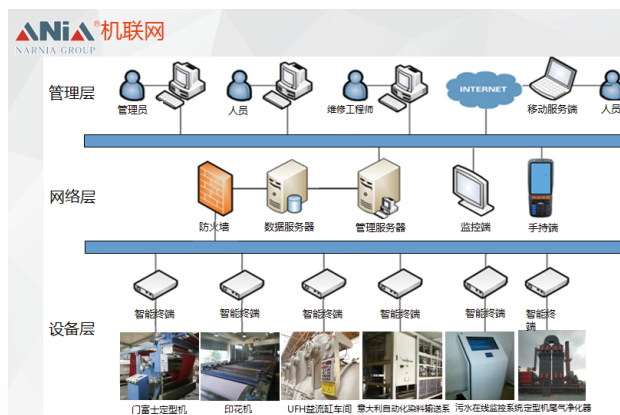 ANiA®机联网
NARNIA GROUP
管理层
管理员
人员
维修工程师
INTERNET
移动服务端
人员
网络层
防火墙
数据服务器
管理服务器
监控端
手持端
智能终端
智能终端
智能终端
智能终端
智能终端
智能终
端
设备层
门富士定型机
印花机
UFH益流缸车间
意大利自动化染料输送系
污水在线监控系统
定型机尾气净化器